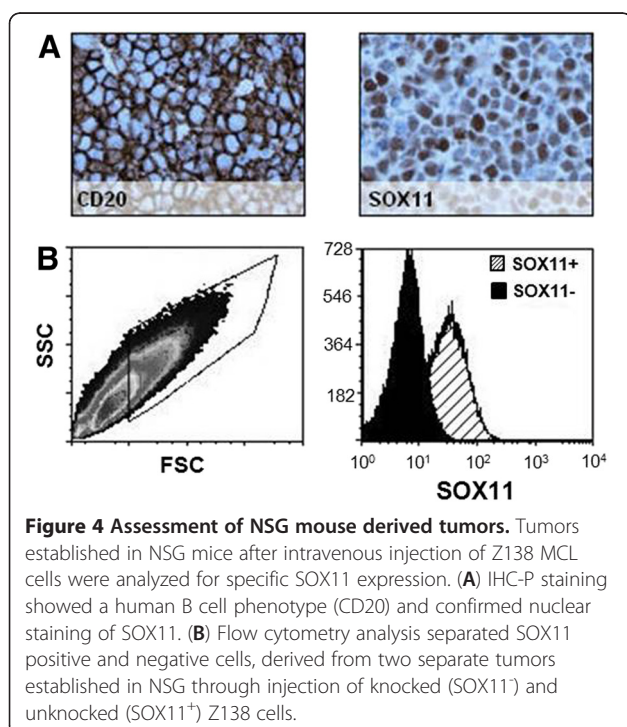 A
CD20
SOX11
B
SSC
FSC
728
546
364
182
SOX11+
SOX11-
10⁰ 10¹ 10² 10³ 10⁴
SOX11
Figure 4 Assessment of NSG mouse derived tumors. Tumors
established in NSG mice after intravenous injection of Z138 MCL
cells were analyzed for specific SOX11 expression. (A) IHC-P staining
showed a human B cell phenotype (CD20) and confirmed nuclear
staining of SOX11. (B) Flow cytometry analysis separated SOX11
positive and negative cells, derived from two separate tumors
established in NSG through injection of knocked (SOX11⁻) and
unknocked (SOX11⁺) Z138 cells.